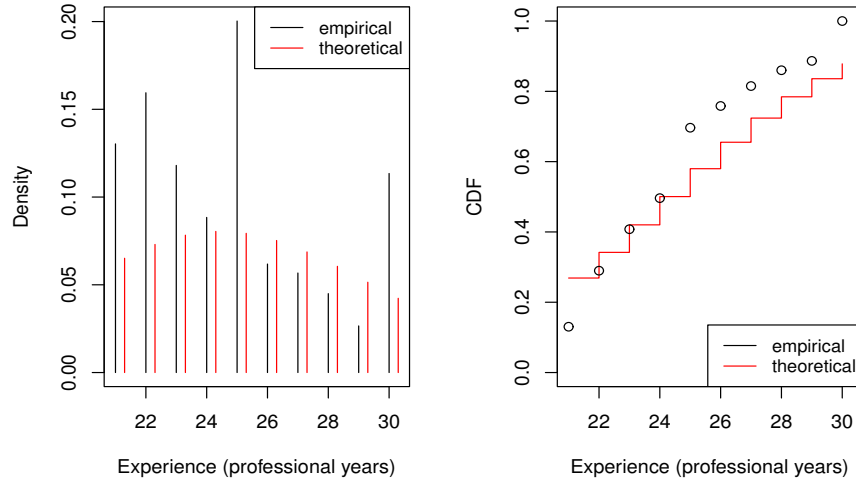 empirical
theoretical
0.00
0.05
0.10
0.15
0.20
Density
22
24
26
28
30
Experience (professional years)
empirical
theoretical
0.0
0.2
0.4
0.6
0.8
1.0
CDF
22
24
26
28
30
Experience (professional years)